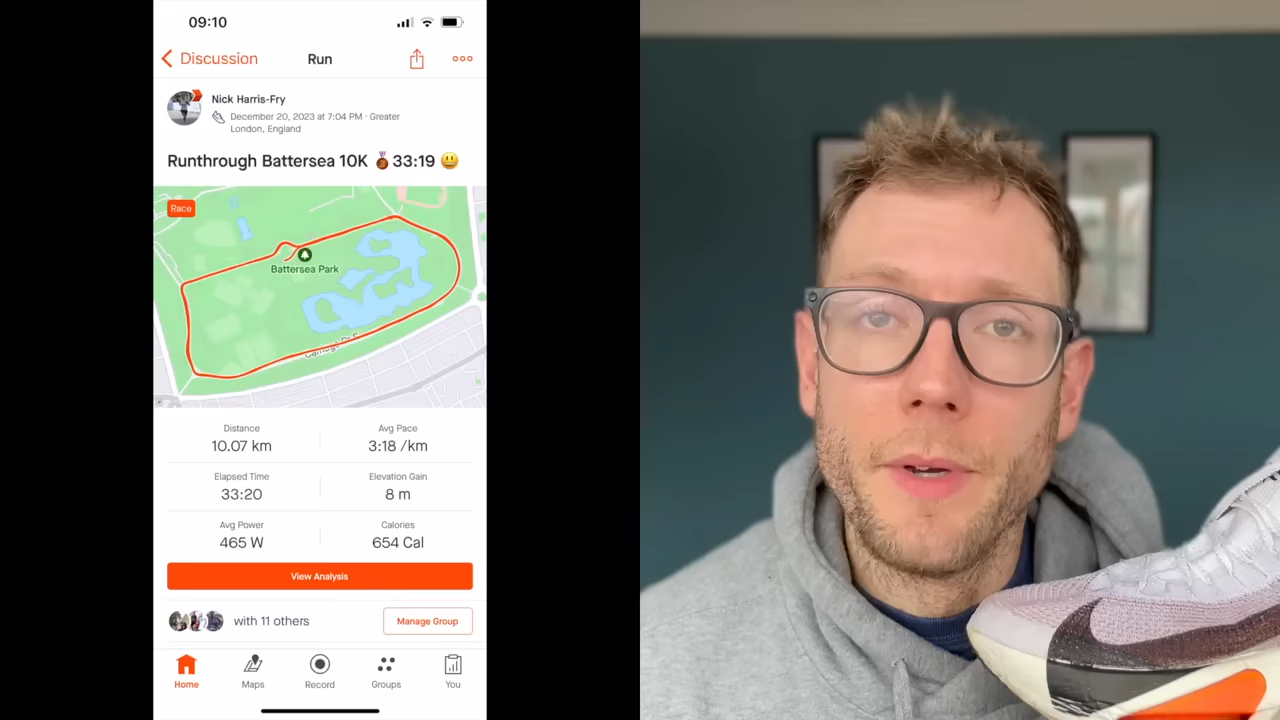 09:10
Discussion
Run
Nick Harris-Fry
December 20, 2023 at 7:04 PM · Greater
London, England
Runthrough Battersea 10K 🏅33:19 😃
Race
Battersea Park
Distance
10.07 km
Avg Pace
3:18 /km
Elapsed Time
33:20
Elevation Gain
8 m
Avg Power
465 W
Calories
654 Cal
View Analysis
with 11 others
Manage Group
Home
Maps
Record
Groups
You